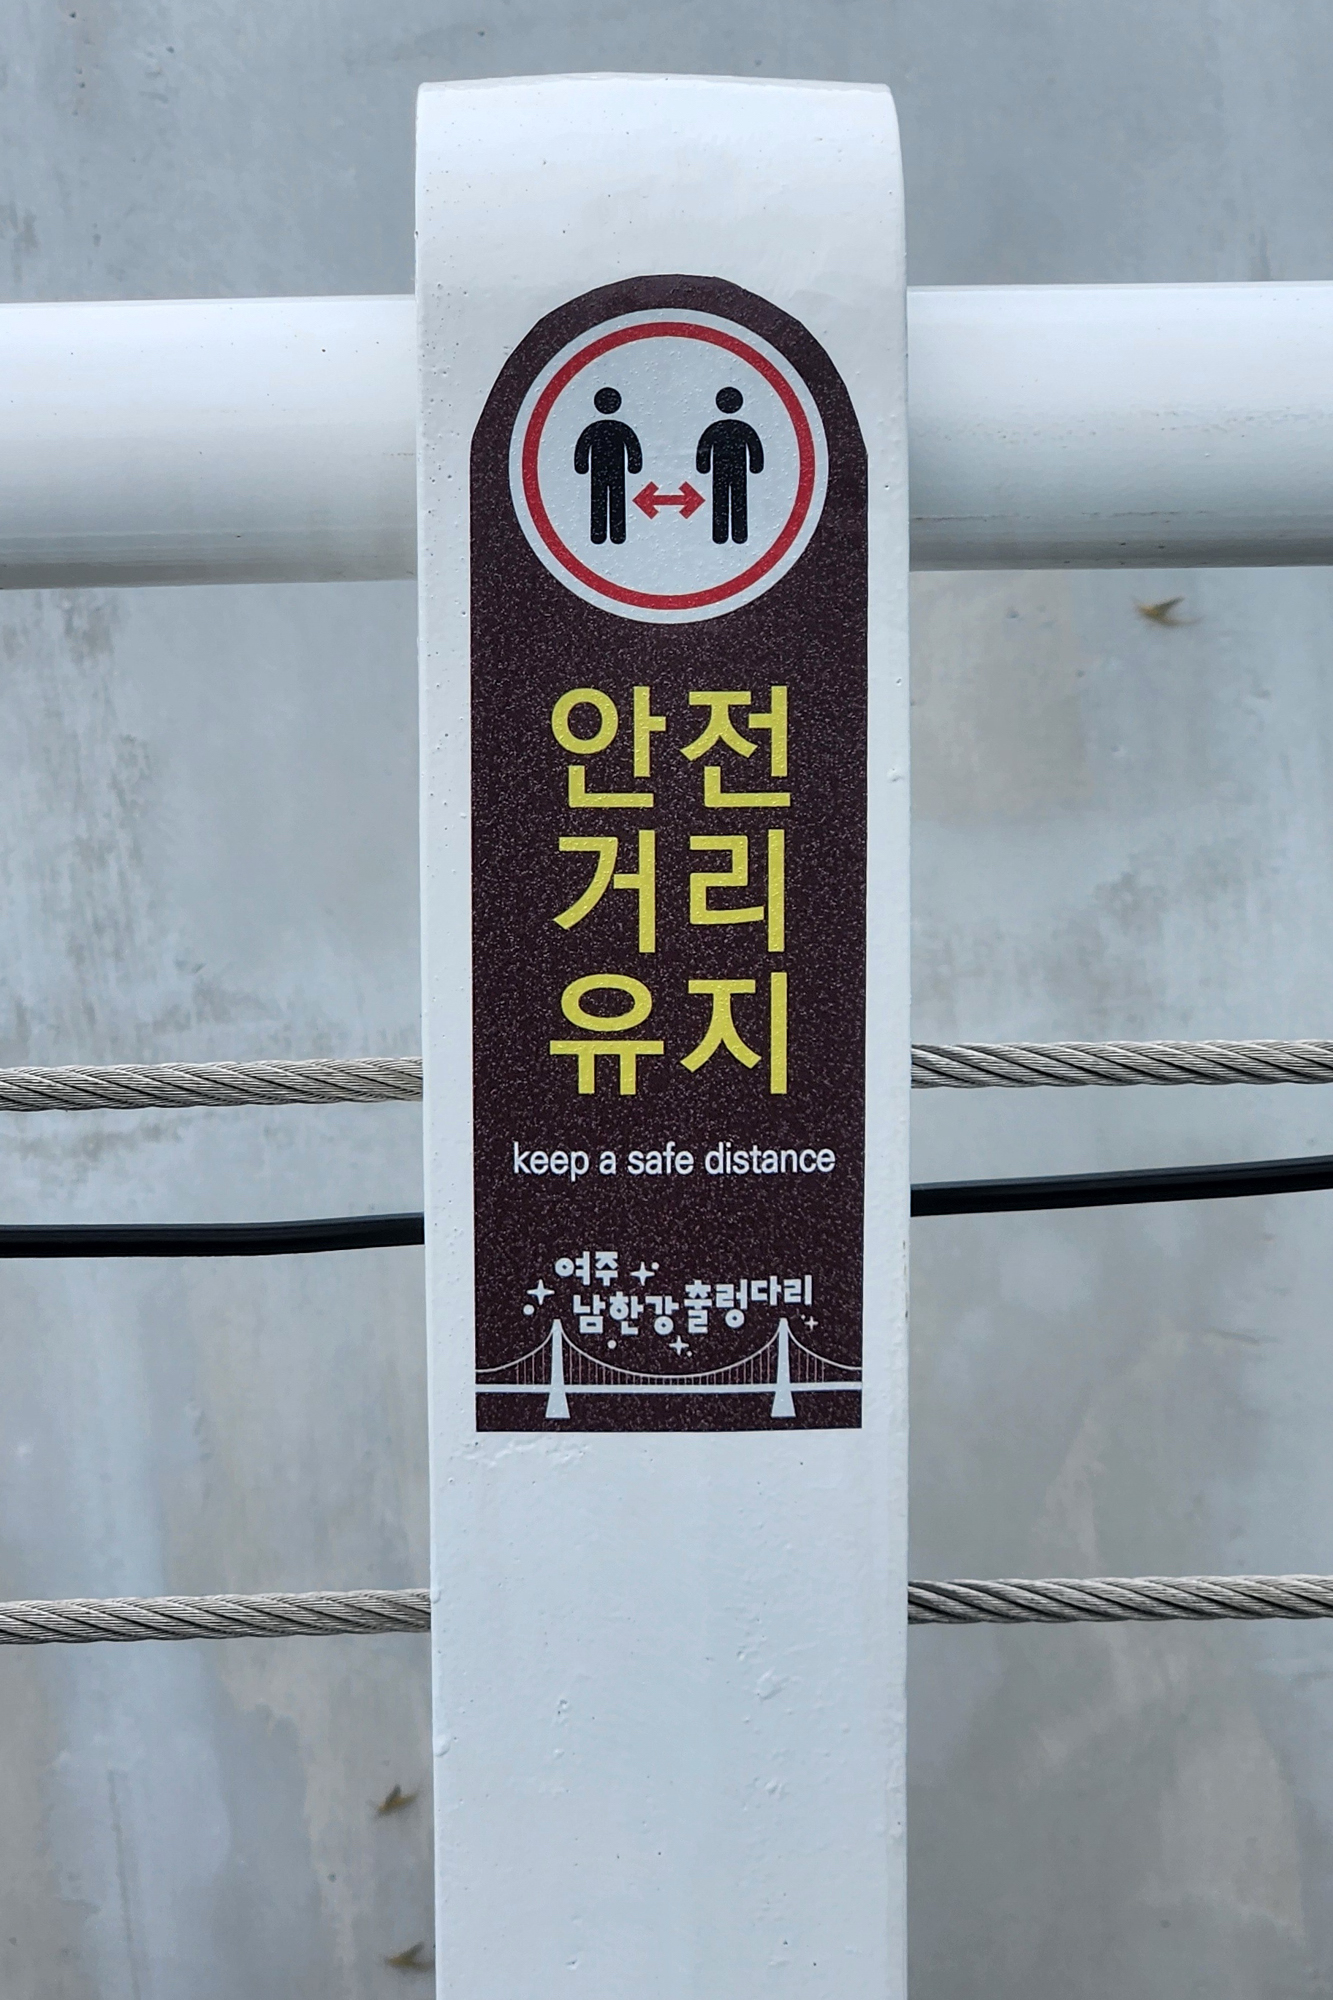 안전
거리
유지
keep a safe distance
여주
남한강출렁다리